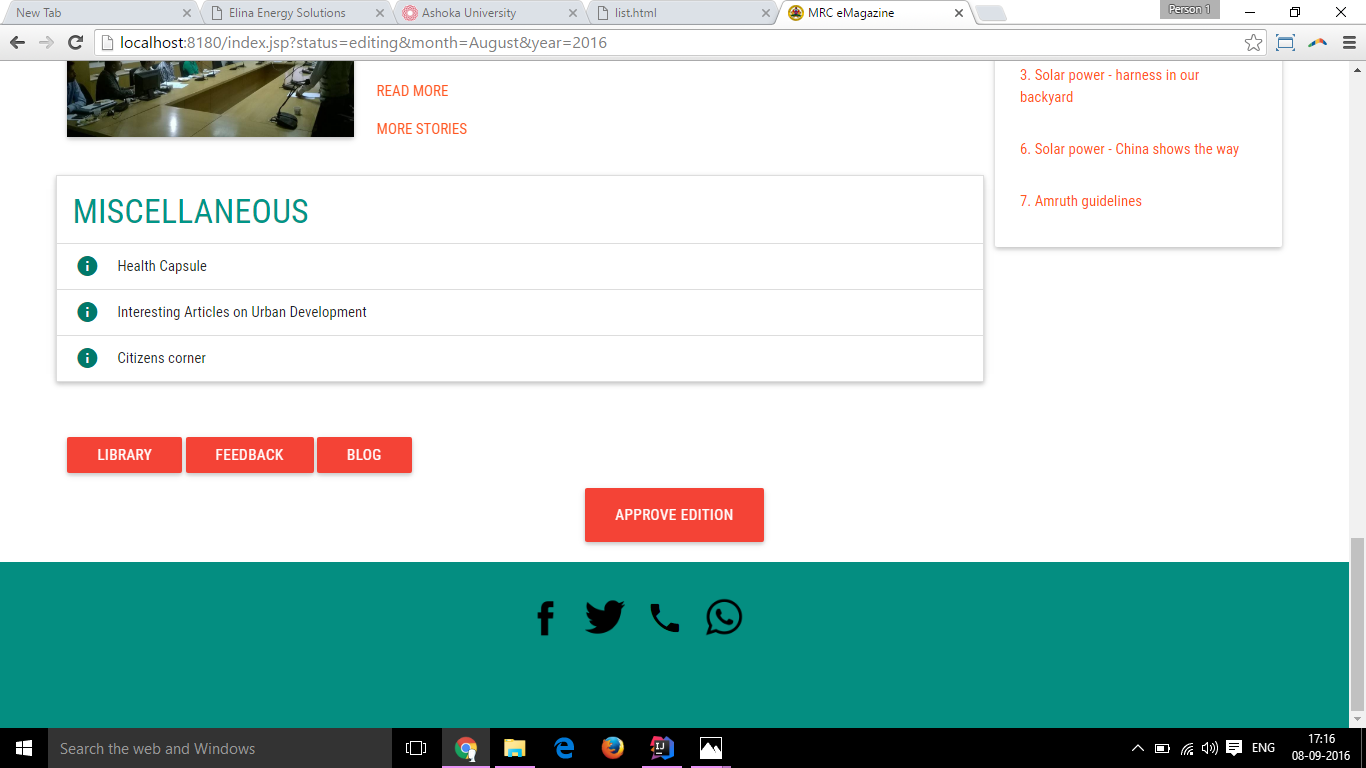 New Tab
Elina Energy Solutions
Ashoka University
list.html
MRC eMagazine
Person 1
localhost:8180/index.jsp?status=editing&month=August&year=2016
READ MORE
MORE STORIES
3. Solar power - harness in our
backyard
6. Solar power - China shows the way
7. Amruth guidelines
MISCELLANEOUS
Health Capsule
Interesting Articles on Urban Development
Citizens corner
LIBRARY
FEEDBACK
BLOG
APPROVE EDITION
Search the web and Windows
ENG
17:16
08-09-2016